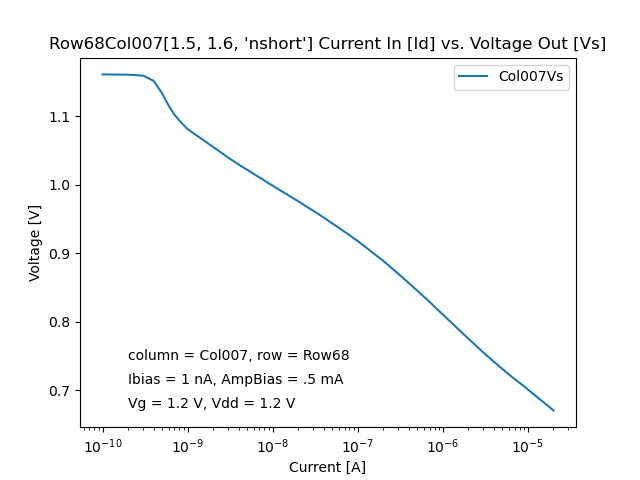 Row68Col007[1.5, 1.6, 'nshort'] Current In [Id] vs. Voltage Out [Vs]
Col007Vs
1.1
1.0
0.9
0.8
0.7
Voltage [V]
column = Col007, row = Row68
Ibias = 1 nA, AmpBias = .5 mA
Vg = 1.2 V, Vdd = 1.2 V
10⁻¹⁰ 10⁻⁹ 10⁻⁸ 10⁻⁷ 10⁻⁶ 10⁻⁵
Current [A]